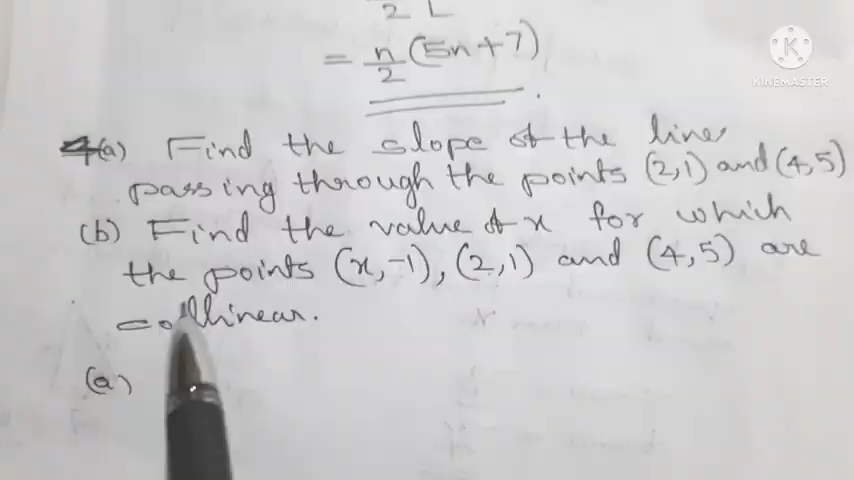 2 L
= n/2 (5n+7)
K
KINEMASTER
4(a) Find the slope of the line
passing through the points (2,1) and (4,5)
(b) Find the value of x for which
the points (x,-1), (2,1) and (4,5) are
collinear.
(a)